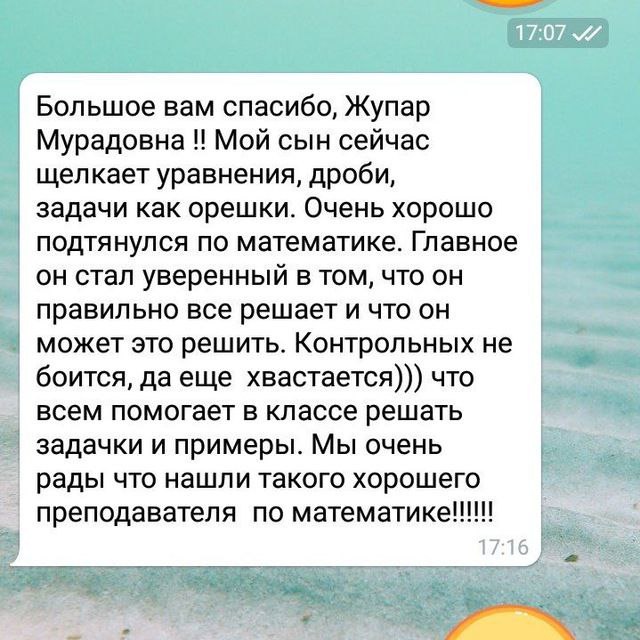 17:07
Большое вам спасибо, Жупар
Мурадовна !! Мой сын сейчас
щелкает уравнения, дроби,
задачи как орешки. Очень хорошо
подтянулся по математике. Главное
он стал уверенный в том, что он
правильно все решает и что он
может это решить. Контрольных не
боится, да еще  хвастается))) что
всем помогает в классе решать
задачки и примеры. Мы очень
рады что нашли такого хорошего
преподавателя  по математике!!!!!!
17:16